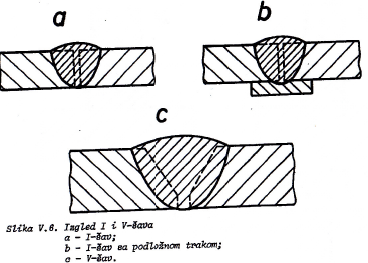 a
b
c
Slika V.6. Izgled I i V-šava
a - I-šav;
b - I-šav sa podložnom trakom;
c - V-šav.